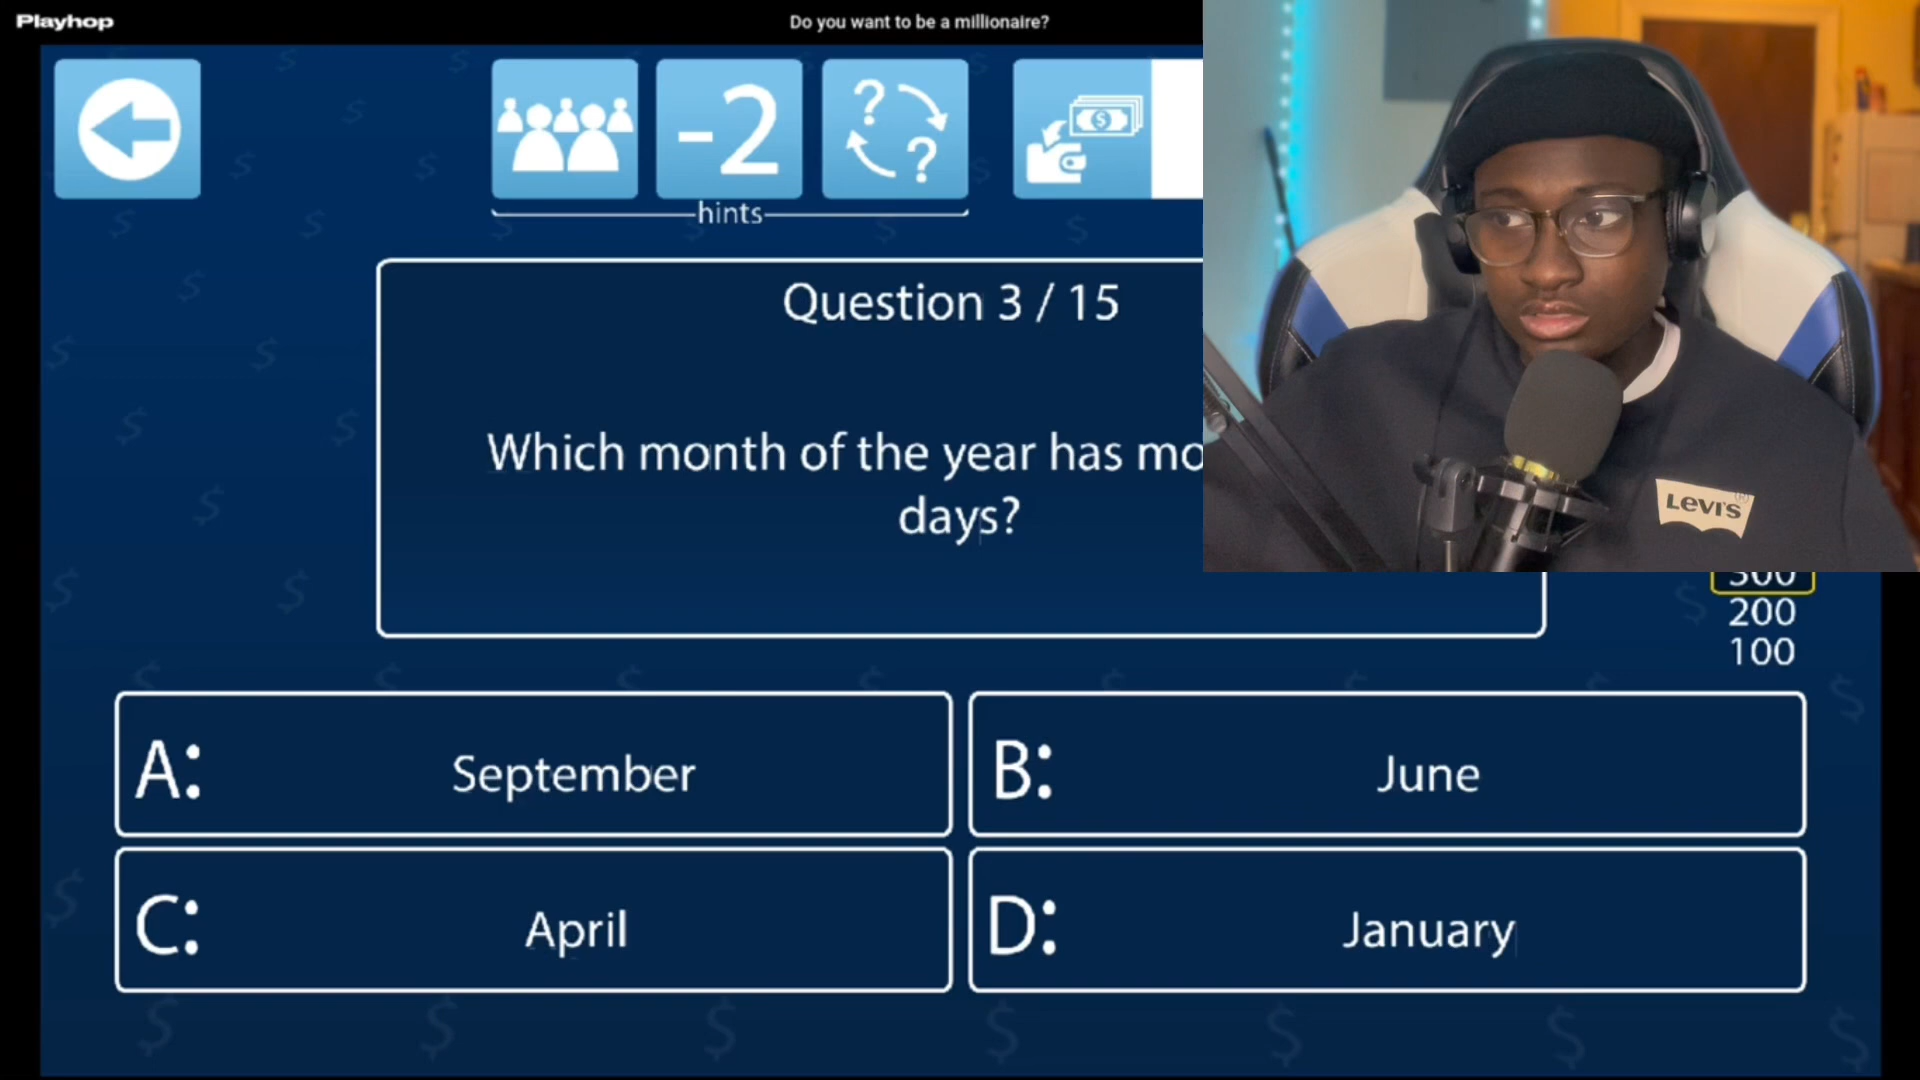 Playhop
Do you want to be a millionaire?
-2
? ?
hints
Question 3 / 15
Which month of the year has
days?
LEVI'S
300
200
100
A: September
B: June
C: April
D: January